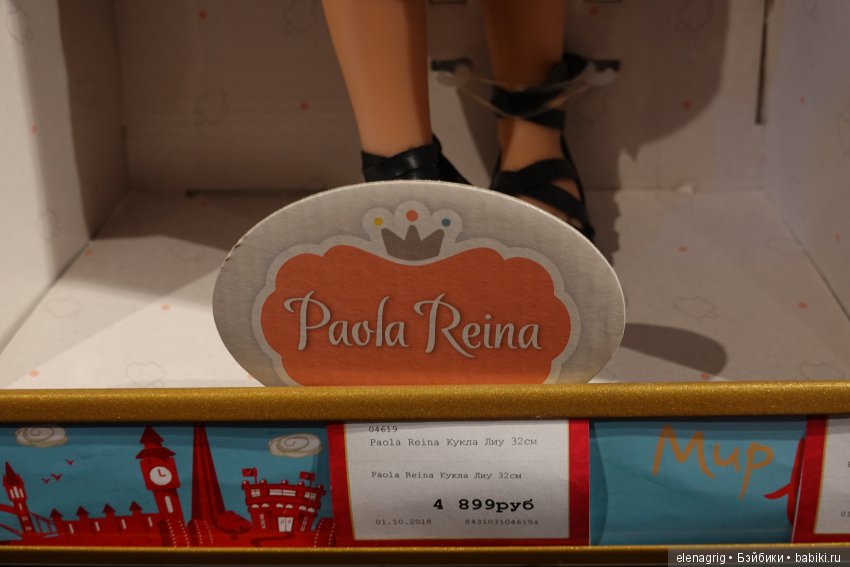 Paola Reina
04619
Paola Reina Кукла Лиу 32см
Paola Reina Кукла Лиу 32см
4 899руб
01.10.2018 8431031046194
Мир
elenagrig • Бэйбики • babiki.ru